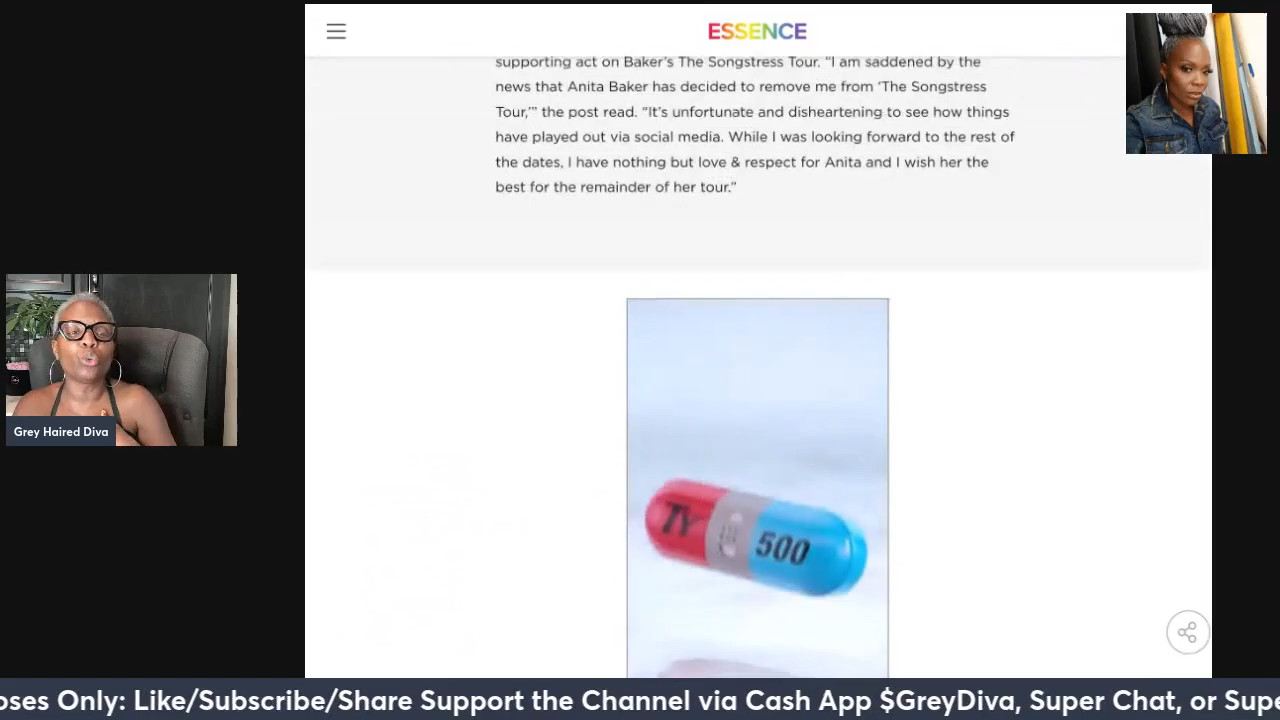 ESSENCE
supporting act on Baker’s The Songstress Tour. “I am saddened by the
news that Anita Baker has decided to remove me from ‘The Songstress
Tour,’” the post read. “It’s unfortunate and disheartening to see how things
have played out via social media. While I was looking forward to the rest of
the dates, I have nothing but love & respect for Anita and I wish her the
best for the remainder of her tour.”
TY 500
Grey Haired Diva
oses Only: Like/Subscribe/Share Support the Channel via Cash App $GreyDiva, Super Chat, or Supe